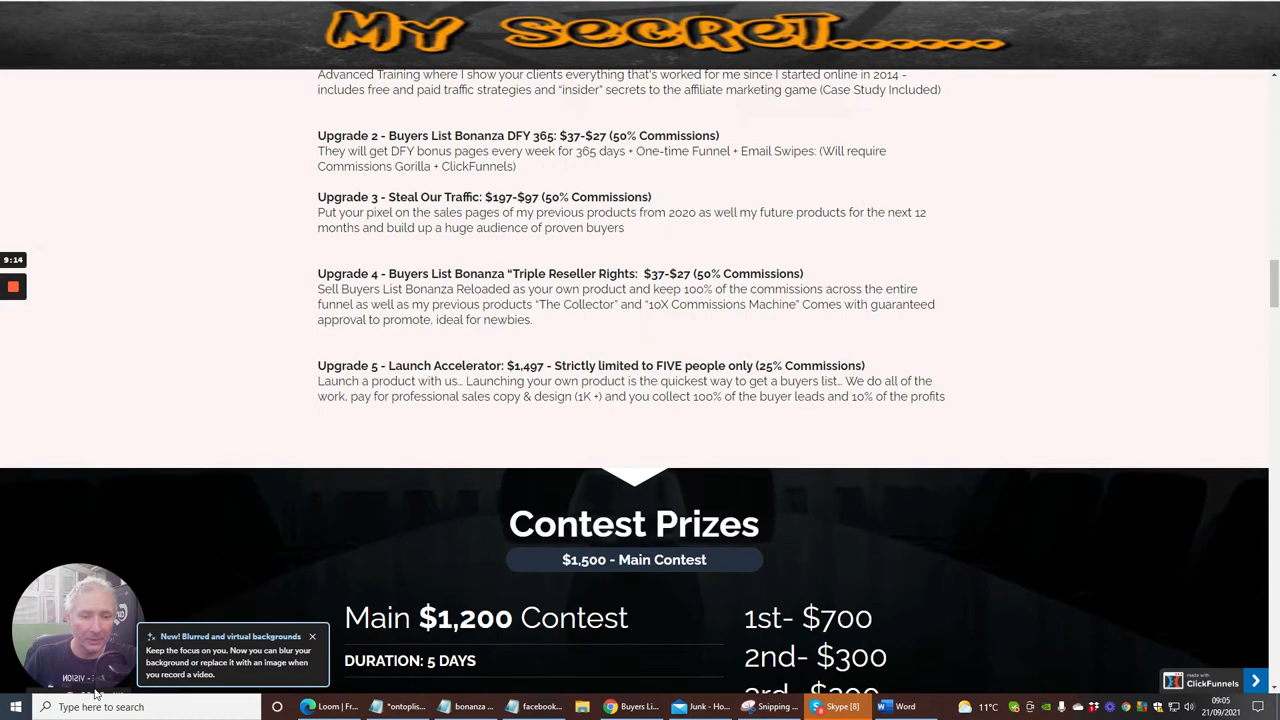 My Secret......
Advanced Training where I show your clients everything that's worked for me since I started online in 2014 -
includes free and paid traffic strategies and "insider" secrets to the affiliate marketing game (Case Study Included)
Upgrade 2 - Buyers List Bonanza DFY 365: $37-$27 (50% Commissions)
They will get DFY bonus pages every week for 365 days + One-time Funnel + Email Swipes: (Will require
Commissions Gorilla + ClickFunnels)
Upgrade 3 - Steal Our Traffic: $197-$97 (50% Commissions)
Put your pixel on the sales pages of my previous products from 2020 as well my future products for the next 12
months and build up a huge audience of proven buyers
9:14
Upgrade 4 - Buyers List Bonanza “Triple Reseller Rights: $37-$27 (50% Commissions)
Sell Buyers List Bonanza Reloaded as your own product and keep 100% of the commissions across the entire
funnel as well as my previous products “The Collector” and “10X Commissions Machine” Comes with guaranteed
approval to promote. ideal for newbies.
Upgrade 5 - Launch Accelerator: $1,497 - Strictly limited to FIVE people only (25% Commissions)
Launch a product with us… Launching your own product is the quickest way to get a buyers list… We do all of the
work, pay for professional sales copy & design (1K +) and you collect 100% of the buyer leads and 10% of the profits
Contest Prizes
$1,500 - Main Contest
Main $1,200 Contest
1st- $700
2nd- $300
DURATION: 5 DAYS
New! Blurred and virtual backgrounds
Keep the focus on you. Now you can blur your
background or replace it with an image when
you record a video.
made with
ClickFunnels
Type here to search
Loom | Fr...
*ontoplis...
bonanza ...
facebook...
Buyers Li...
Junk - Ho...
Snipping ...
Skype [8]
Word
11°C
09:05
21/09/2021